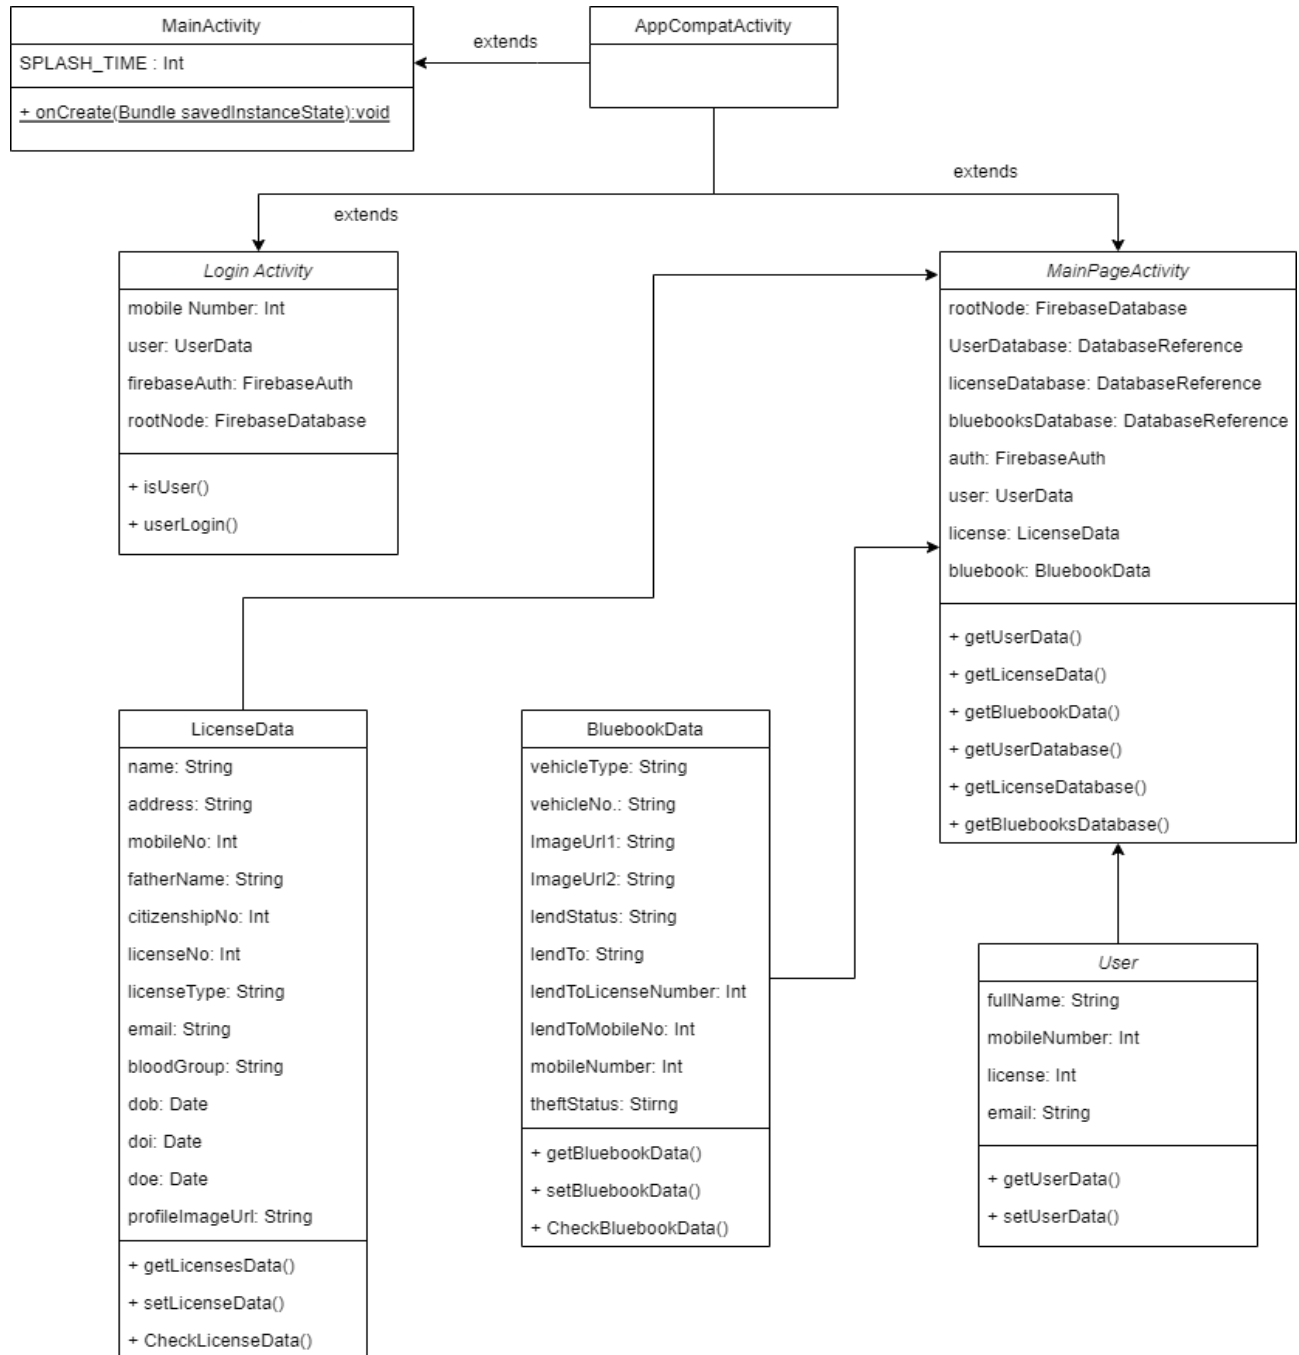 MainActivity
SPLASH_TIME : Int
+ onCreate(Bundle savedInstanceState):void
extends
AppCompatActivity
extends
extends
Login Activity
mobile Number: Int
user: UserData
firebaseAuth: FirebaseAuth
rootNode: FirebaseDatabase
+ isUser()
+ userLogin()
MainPageActivity
rootNode: FirebaseDatabase
UserDatabase: DatabaseReference
licenseDatabase: DatabaseReference
bluebooksDatabase: DatabaseReference
auth: FirebaseAuth
user: UserData
license: LicenseData
bluebook: BluebookData
+ getUserData()
+ getLicenseData()
+ getBluebookData()
+ getUserDatabase()
+ getLicenseDatabase()
+ getBluebooksDatabase()
LicenseData
name: String
address: String
mobileNo: Int
fatherName: String
citizenshipNo: Int
licenseNo: Int
licenseType: String
email: String
bloodGroup: String
dob: Date
doi: Date
doe: Date
profileImageUrl: String
+ getLicensesData()
+ setLicenseData()
+ CheckLicenseData()
BluebookData
vehicleType: String
vehicleNo.: String
ImageUrl1: String
ImageUrl2: String
lendStatus: String
lendTo: String
lendToLicenseNumber: Int
lendToMobileNo: Int
mobileNumber: Int
theftStatus: Stirng
+ getBluebookData()
+ setBluebookData()
+ CheckBluebookData()
User
fullName: String
mobileNumber: Int
license: Int
email: String
+ getUserData()
+ setUserData()